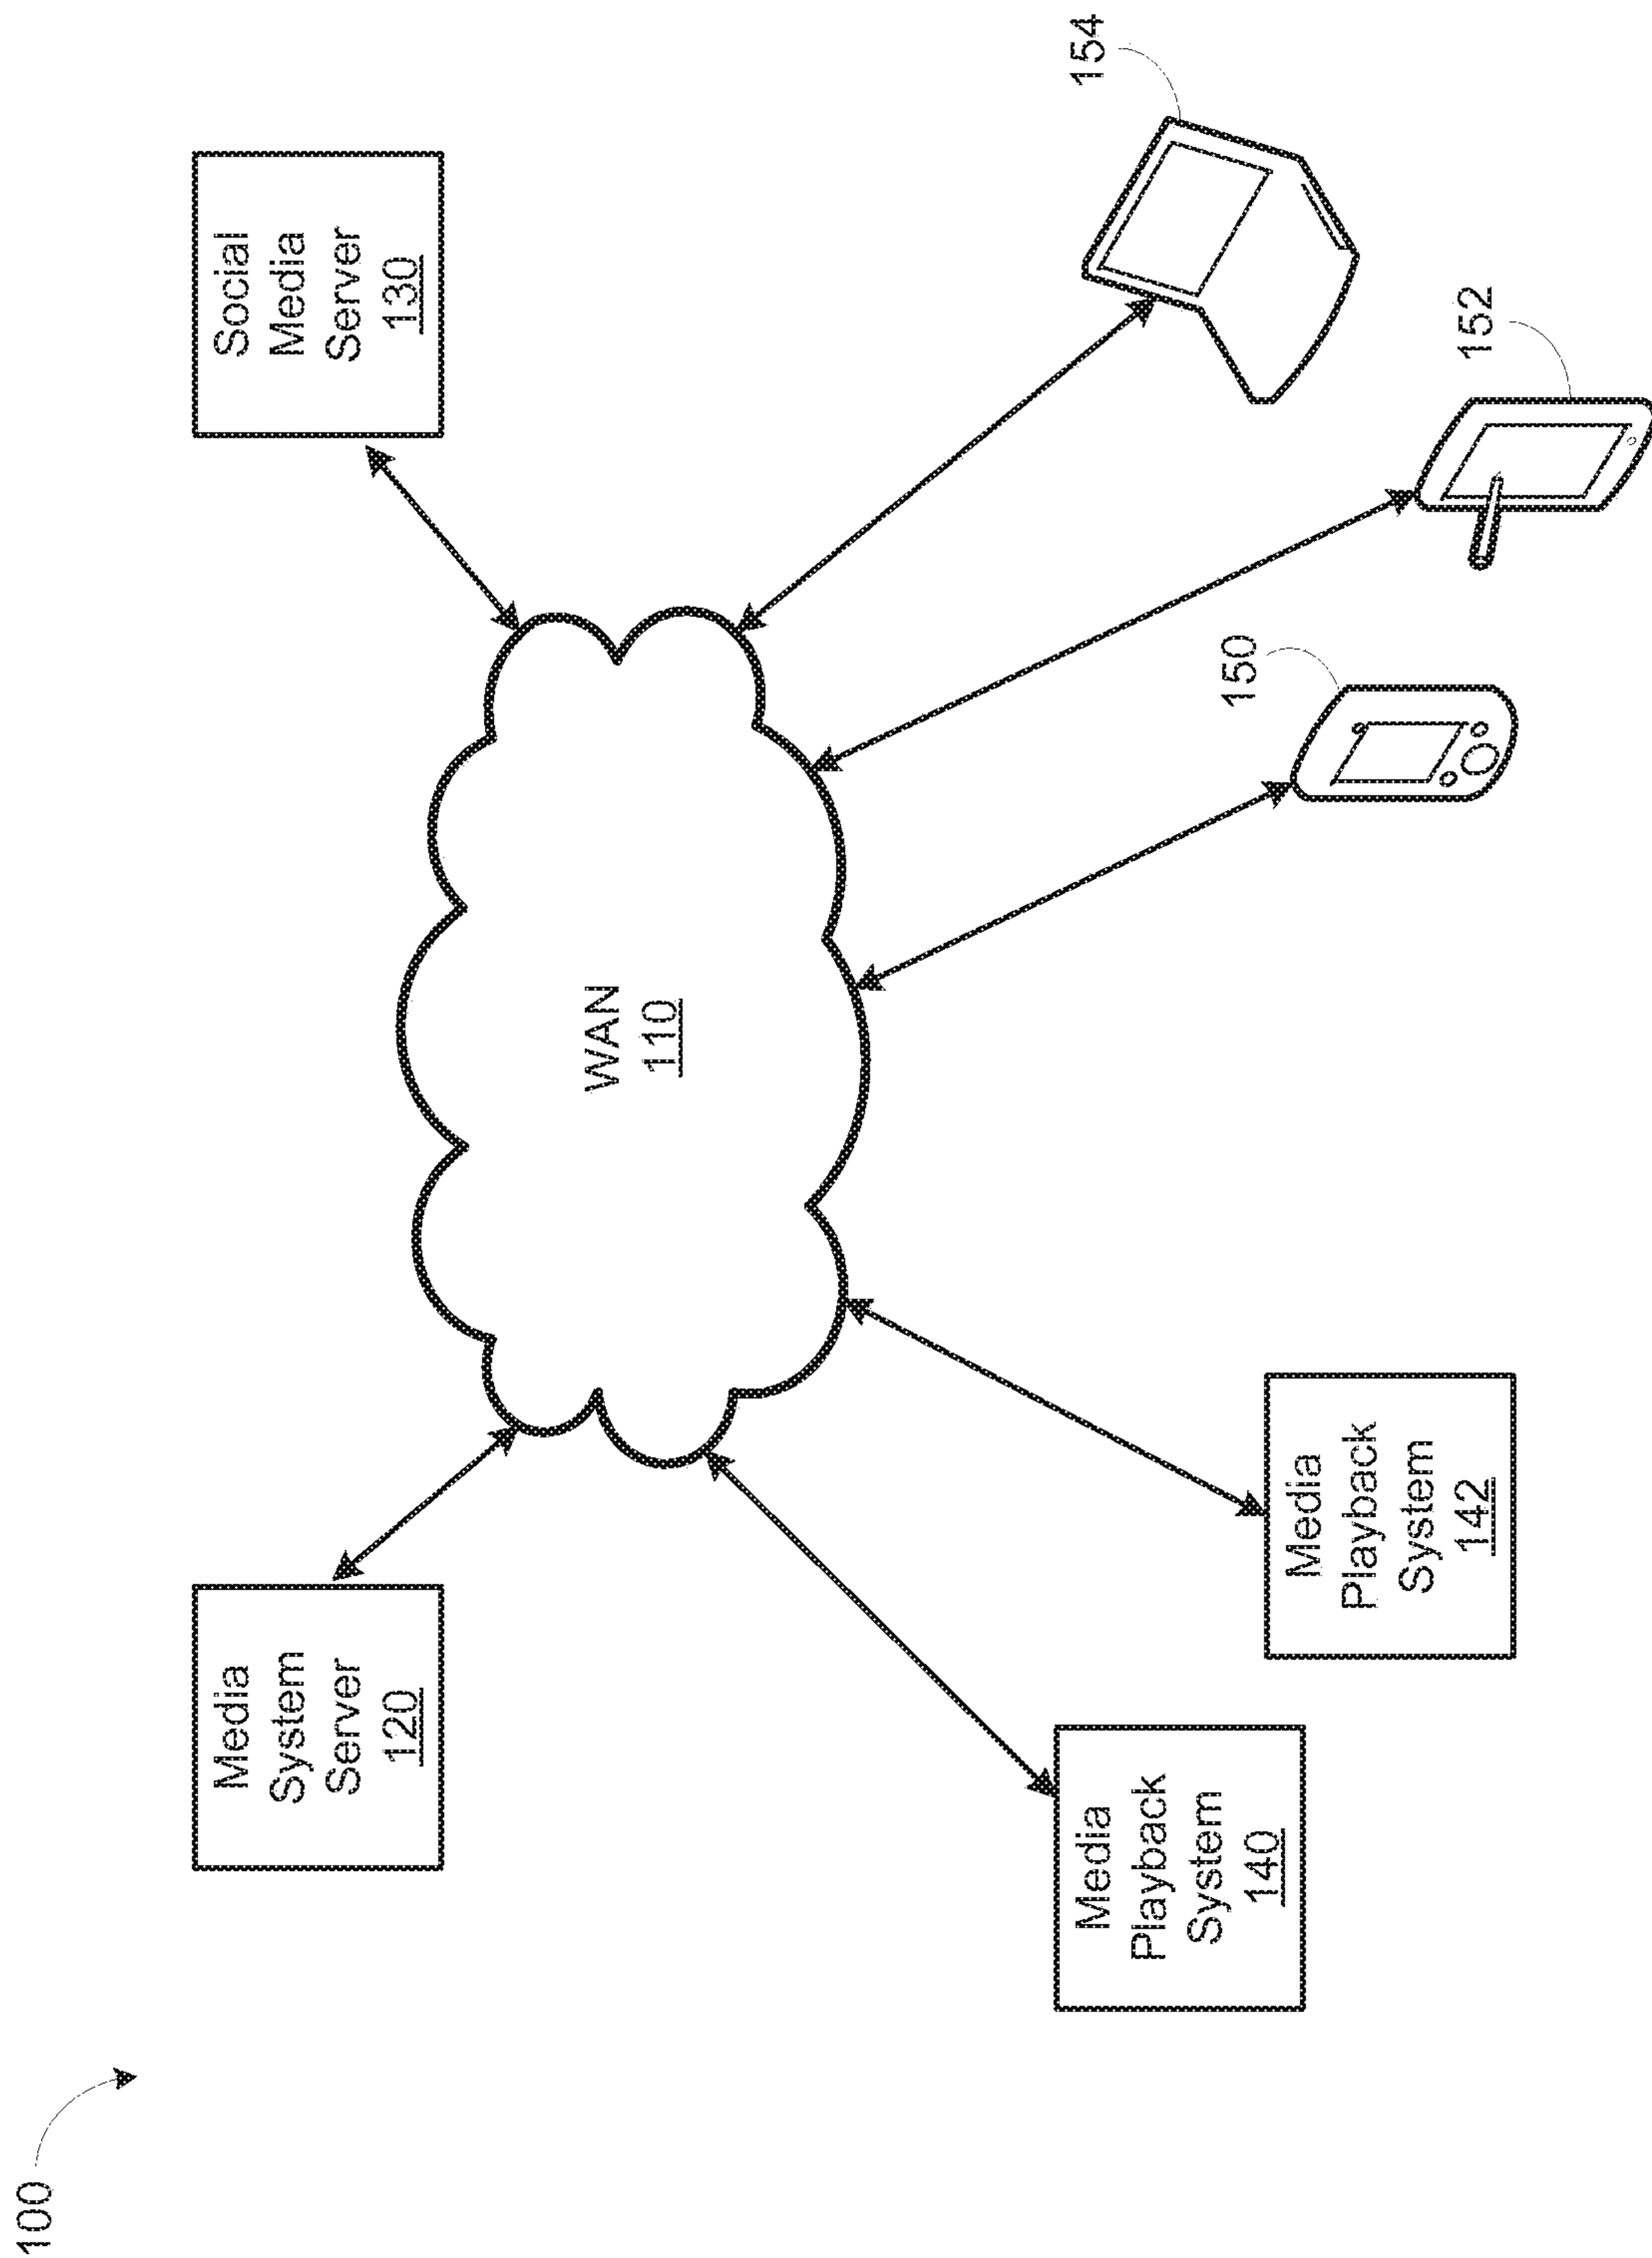 100
Media
System
Server
120
Social
Media
Server
130
WAN
110
Media
Playback
System
140
Media
Playback
System
142
150
152
154